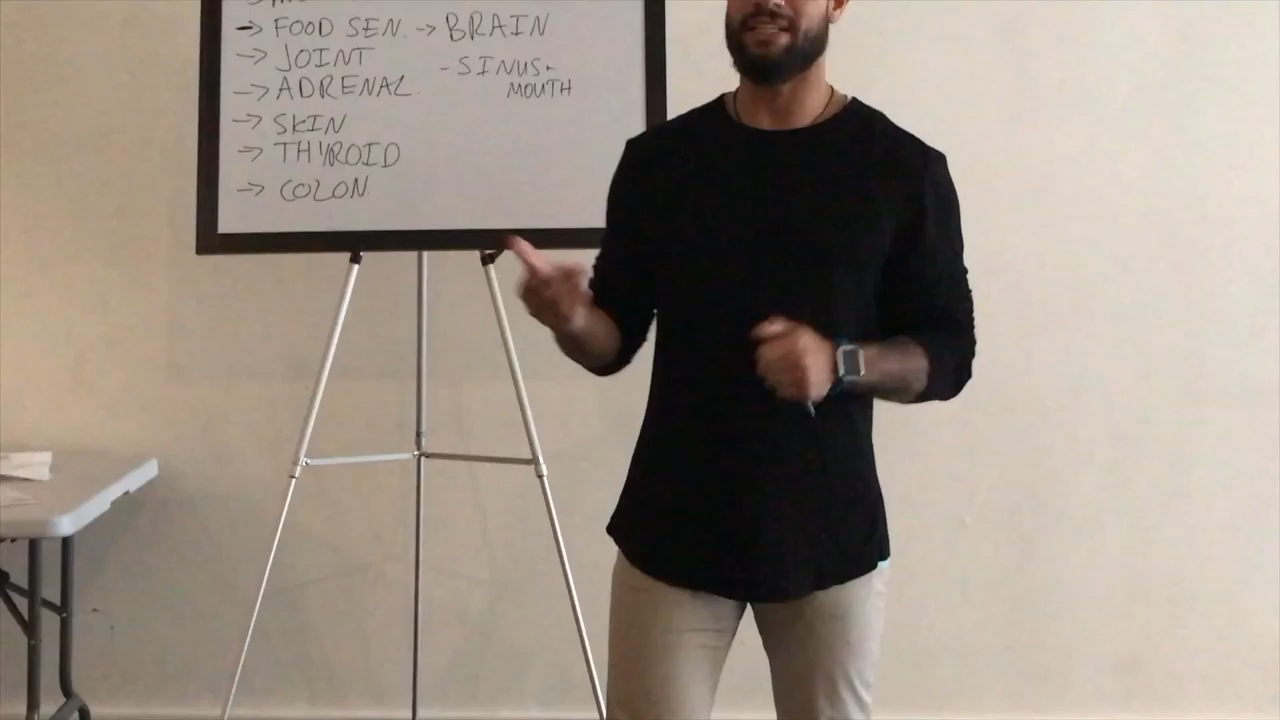 → FOOD SEN. → BRAIN
→ JOINT
- SINUS +
→ ADRENAL.
MOUTH
→ SKIN
→ THYROID
→ COLON